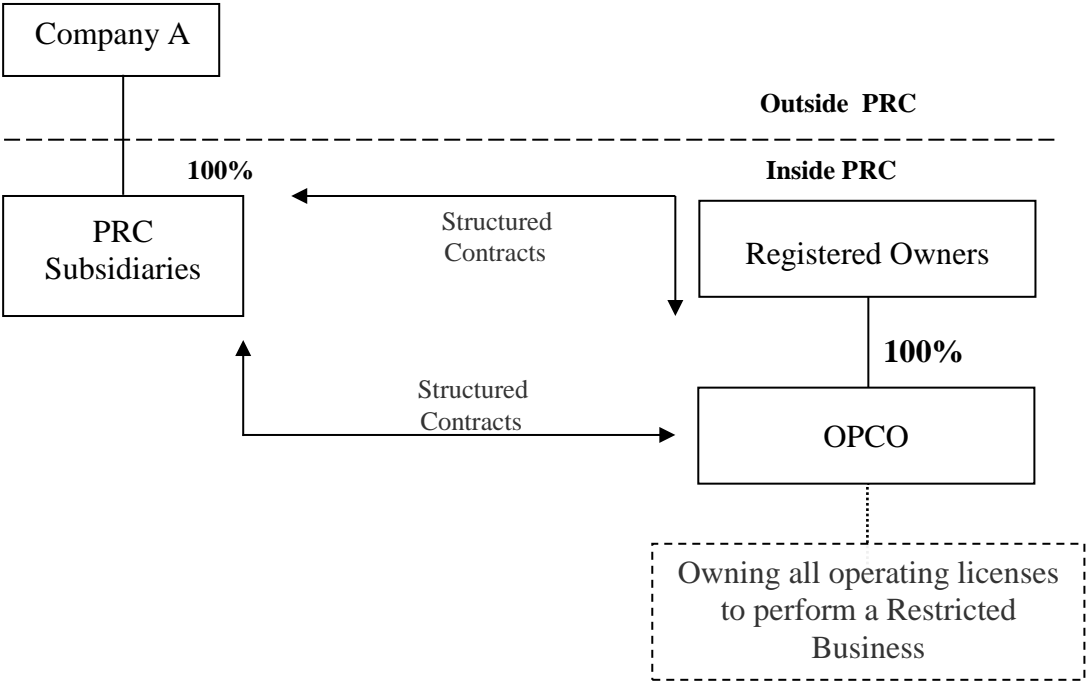 Company A
Outside PRC
100%
Inside PRC
PRC
Subsidiaries
Structured
Contracts
Registered Owners
100%
Structured
Contracts
OPCO
Owning all operating licenses
to perform a Restricted
Business